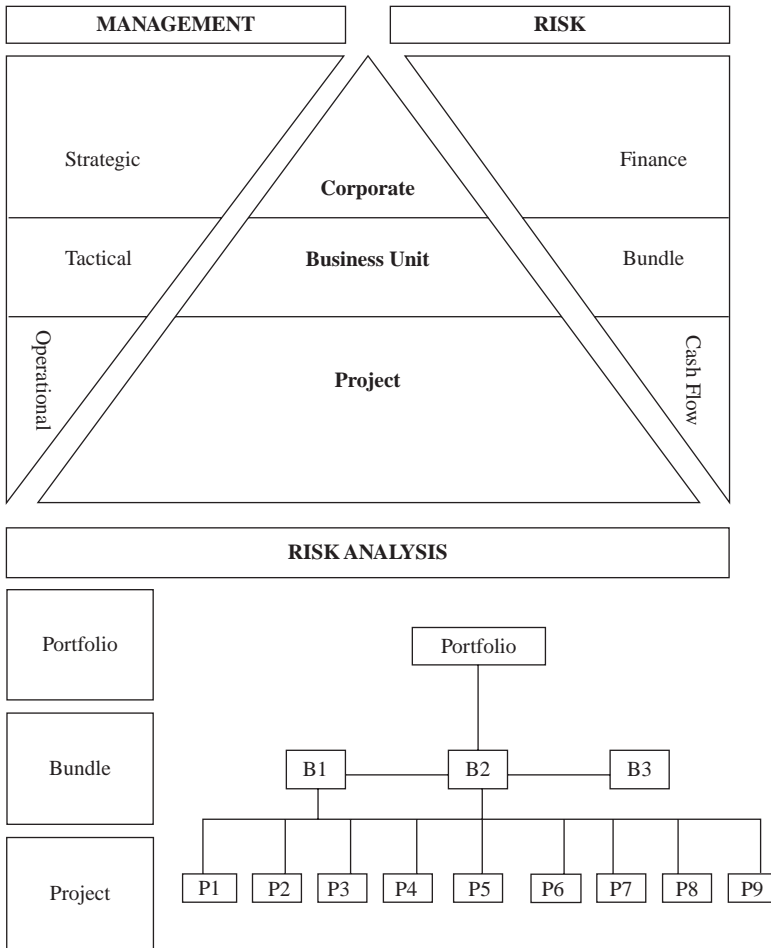 MANAGEMENT
RISK
Strategic
Finance
Corporate
Tactical
Business Unit
Bundle
Operational
Project
Cash Flow
RISK ANALYSIS
Portfolio
Portfolio
Bundle
B1
B2
B3
Project
P1
P2
P3
P4
P5
P6
P7
P8
P9